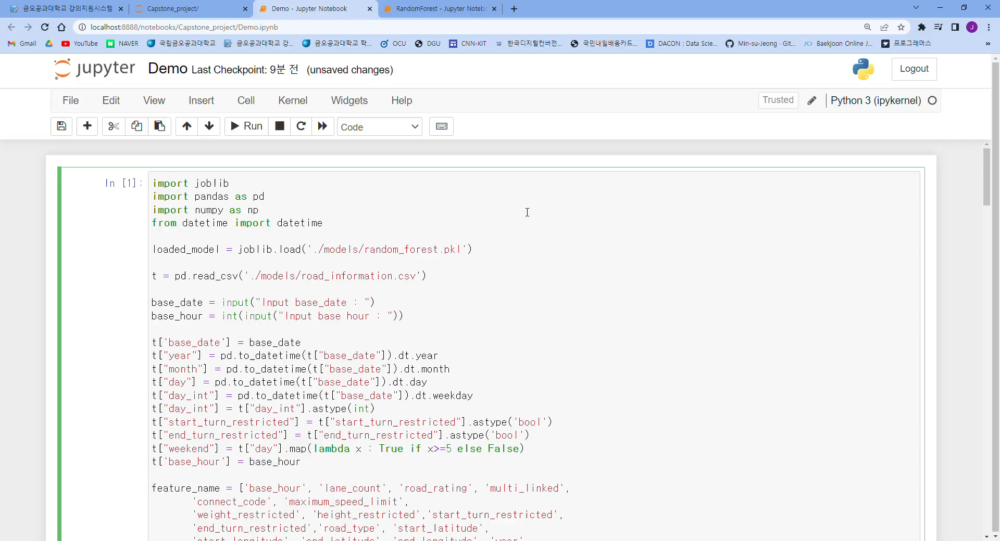 금오공과대학교 강의지원시스템
Capstone_project/
Demo - Jupyter Notebook
RandomForest - Jupyter Noteb
localhost:8888/notebooks/Capstone_project/Demo.ipynb
Gmail YouTube NAVER 국립금오공과대학교 금오공과대학교 강... 금오공과대학교 학... OCU DGU CNN-KIT 한국디지털컨버전... 국민내일배움카드... DACON : Data Scie... Min-su-Jeong · Git... Baekjoon Online J... 프로그래머스 »
jupyter Demo Last Checkpoint: 9분 전 (unsaved changes) Logout
File Edit View Insert Cell Kernel Widgets Help Trusted Python 3 (ipykernel)
Run Code
In [1]: import joblib
import pandas as pd
import numpy as np
from datetime import datetime
loaded_model = joblib.load('./models/random_forest.pkl')
t = pd.read_csv('./models/road_information.csv')
base_date = input("Input base_date : ")
base_hour = int(input("Input base hour : "))
t['base_date'] = base_date
t["year"] = pd.to_datetime(t["base_date"]).dt.year
t["month"] = pd.to_datetime(t["base_date"]).dt.month
t["day"] = pd.to_datetime(t["base_date"]).dt.day
t["day_int"] = pd.to_datetime(t["base_date"]).dt.weekday
t["day_int"] = t["day_int"].astype(int)
t["start_turn_restricted"] = t["start_turn_restricted"].astype('bool')
t["end_turn_restricted"] = t["end_turn_restricted"].astype('bool')
t["weekend"] = t["day"].map(lambda x : True if x>=5 else False)
t['base_hour'] = base_hour
feature_name = ['base_hour', 'lane_count', 'road_rating', 'multi_linked',
'connect_code', 'maximum_speed_limit',
'weight_restricted', 'height_restricted','start_turn_restricted',
'end_turn_restricted','road_type', 'start_latitude',
'start_longitude', 'end_latitude', 'end_longitude', 'year'